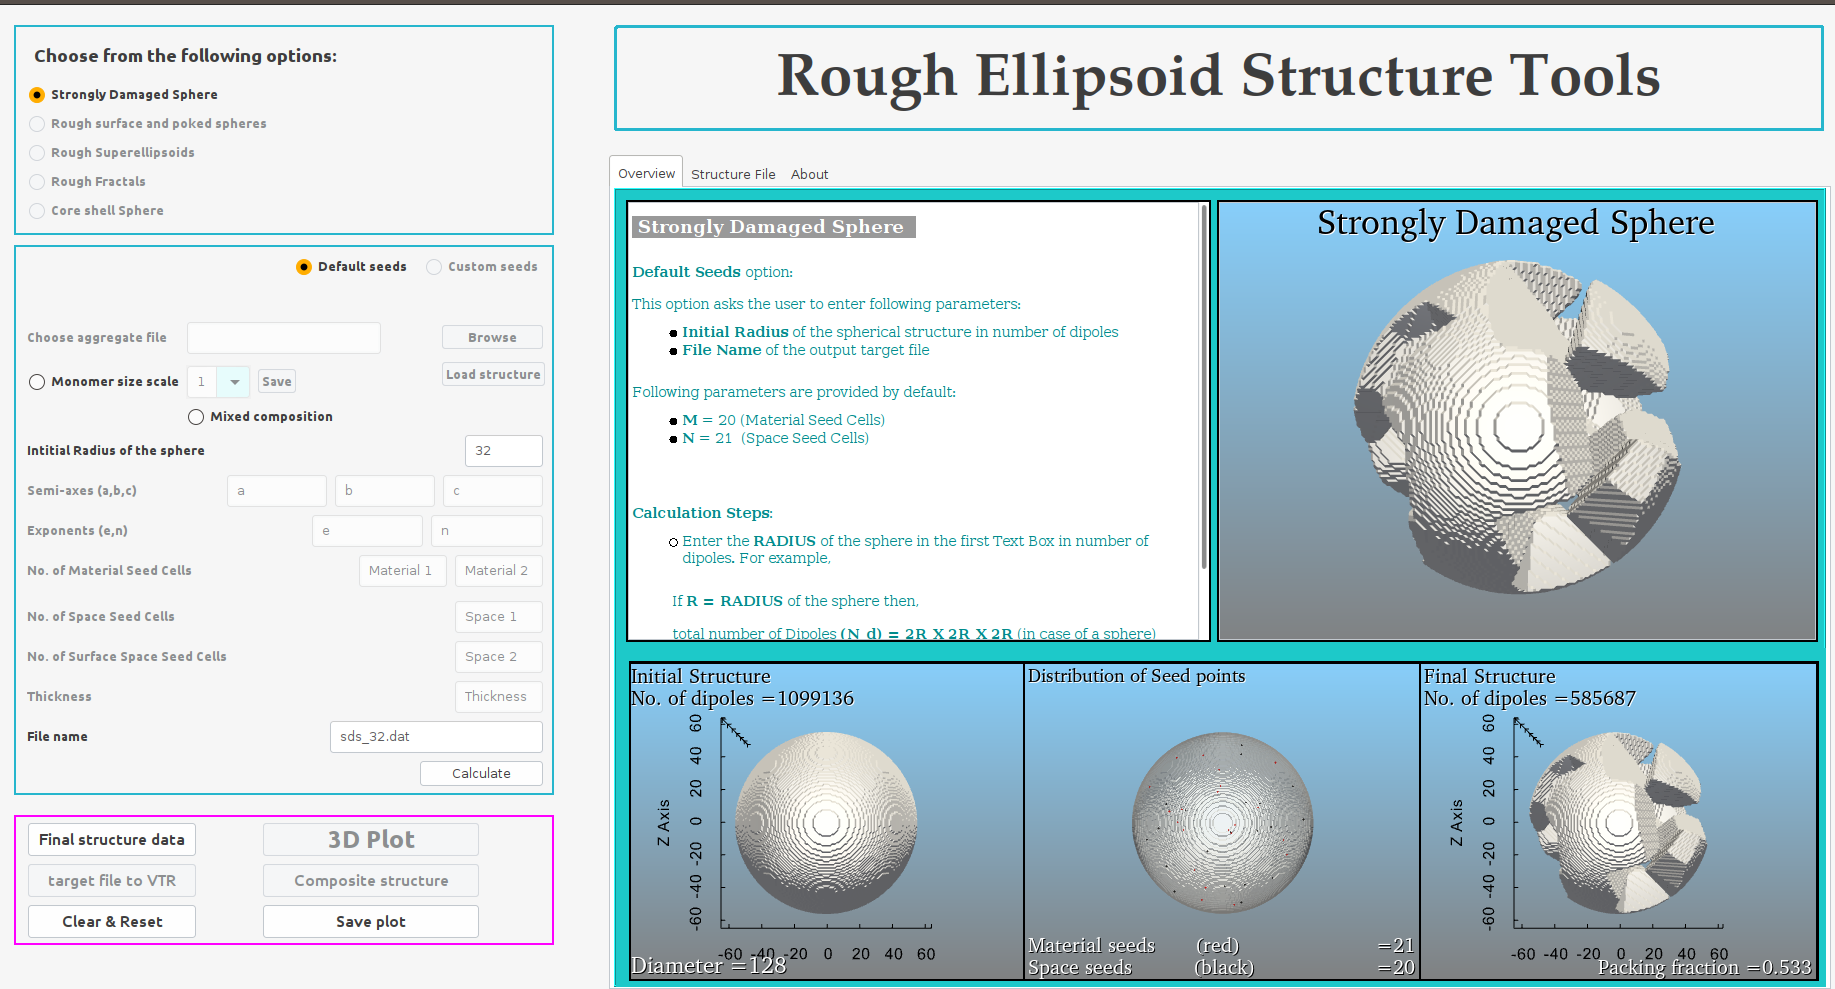 Choose from the following options:
Strongly Damaged Sphere
Rough surface and poked spheres
Rough Superellipsoids
Rough Fractals
Core shell Sphere
Default seeds Custom seeds
Choose aggregate file Browse
Load structure
Monomer size scale 1 Save
Mixed composition
Intitial Radius of the sphere 32
Semi-axes (a,b,c) a b c
Exponents (e,n) e n
No. of Material Seed Cells Material 1 Material 2
No. of Space Seed Cells Space 1
No. of Surface Space Seed Cells Space 2
Thickness Thickness
File name sds_32.dat
Calculate
Final structure data 3D Plot
target file to VTR Composite structure
Clear & Reset Save plot
Rough Ellipsoid Structure Tools
Overview Structure File About
Strongly Damaged Sphere
Default Seeds option:
This option asks the user to enter following parameters:
Initial Radius of the spherical structure in number of dipoles
File Name of the output target file
Following parameters are provided by default:
M = 20 (Material Seed Cells)
N = 21 (Space Seed Cells)
Calculation Steps:
Enter the RADIUS of the sphere in the first Text Box in number of
dipoles. For example,
If R = RADIUS of the sphere then,
total number of Dipoles (N_d) = 2R X 2R X 2R (in case of a sphere)
Strongly Damaged Sphere
Initial Structure
No. of dipoles =1099136
Z Axis
60
40
20
0
-20
-40
-60
-60 -40 -20 0 20 40 60
Diameter =128
Distribution of Seed points
Material seeds (red) =21
Space seeds (black) =20
Final Structure
No. of dipoles =585687
Z Axis
60
40
20
0
-20
-40
-60
-60 -40 -20 0 20 40 60
Packing fraction =0.533